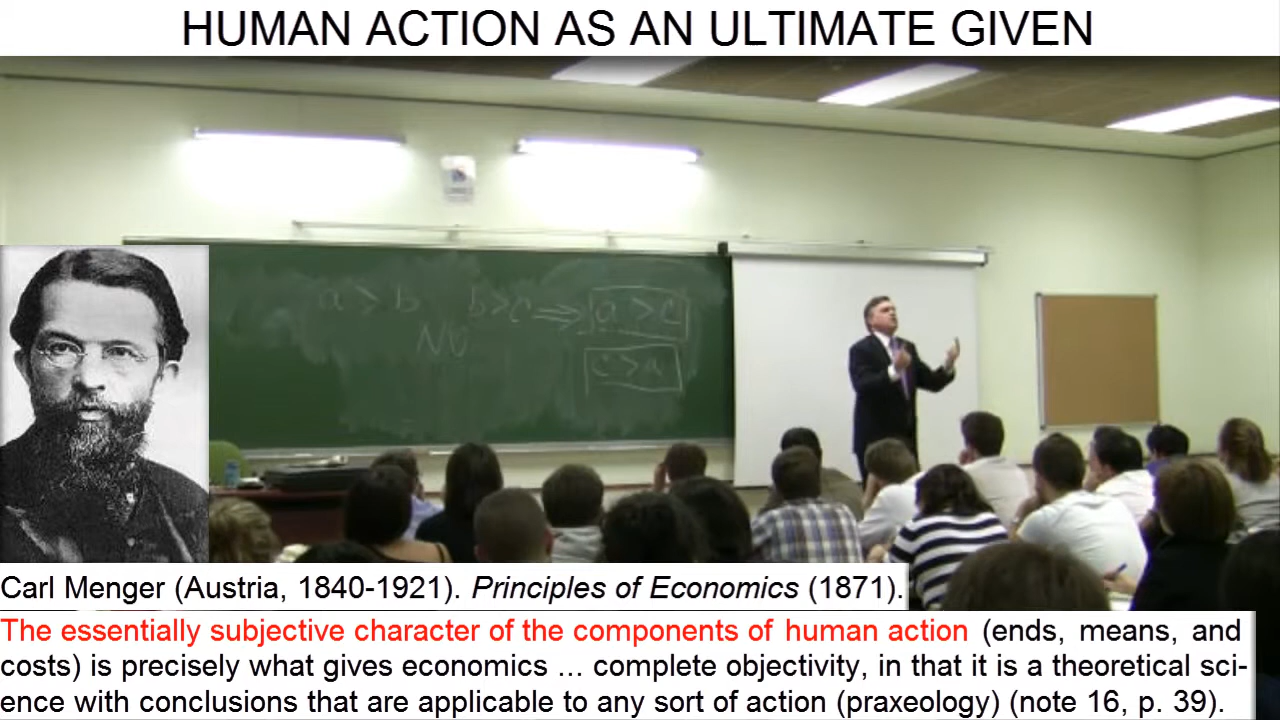 HUMAN ACTION AS AN ULTIMATE GIVEN
a > b b > c ⇒ a > c
NO
c > a
Carl Menger (Austria, 1840-1921). Principles of Economics (1871).
The essentially subjective character of the components of human action (ends, means, and
costs) is precisely what gives economics ... complete objectivity, in that it is a theoretical sci-
ence with conclusions that are applicable to any sort of action (praxeology) (note 16, p. 39).